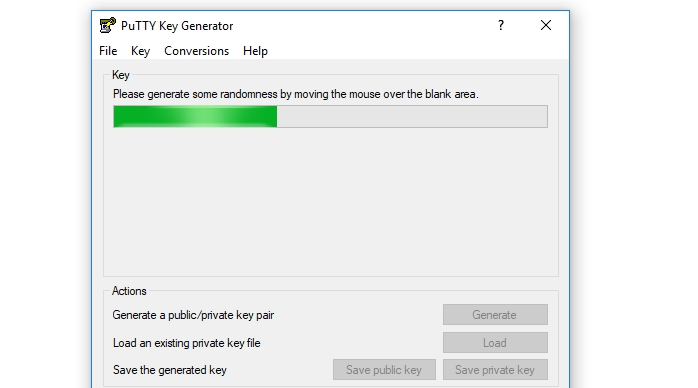 PuTTY Key Generator ?
File Key Conversions Help
Key
Please generate some randomness by moving the mouse over the blank area.
Actions
Generate a public/private key pair Generate
Load an existing private key file Load
Save the generated key Save public key Save private key